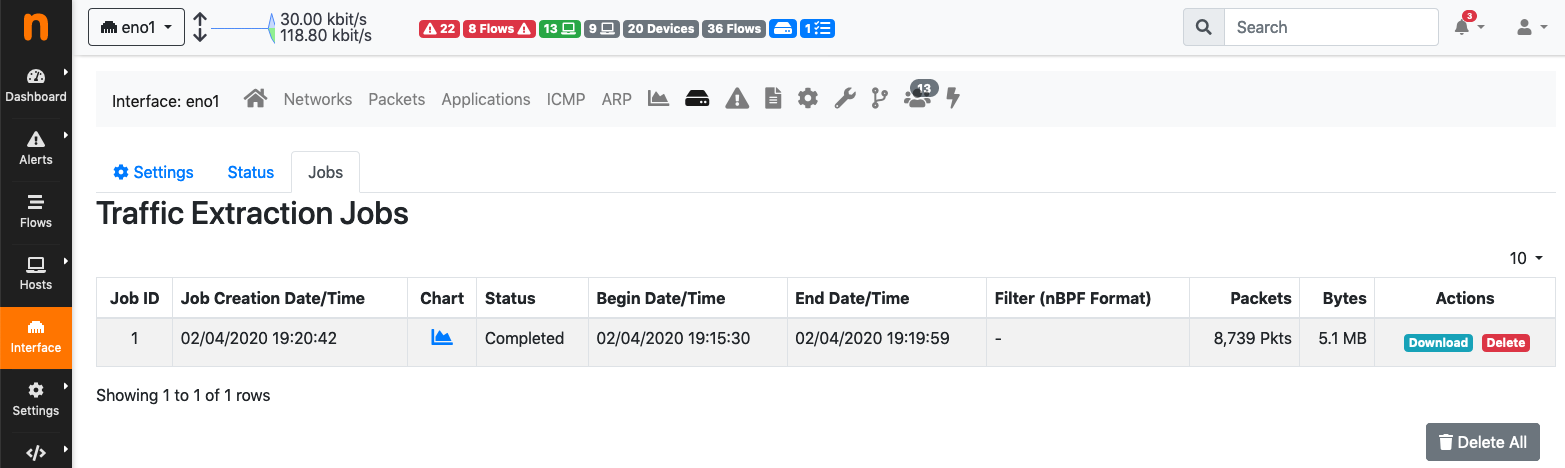 n
eno1
30.00 kbit/s
118.80 kbit/s
22
8 Flows
13
9
20 Devices
36 Flows
1
Search
3
Dashboard
Alerts
Flows
Hosts
Interface
Settings
Interface: eno1
Networks
Packets
Applications
ICMP
ARP
13
Settings
Status
Jobs
Traffic Extraction Jobs
10
Job ID Job Creation Date/Time Chart Status Begin Date/Time End Date/Time Filter (nBPF Format) Packets Bytes Actions
1 02/04/2020 19:20:42 Completed 02/04/2020 19:15:30 02/04/2020 19:19:59 - 8,739 Pkts 5.1 MB Download Delete
Showing 1 to 1 of 1 rows
Delete All